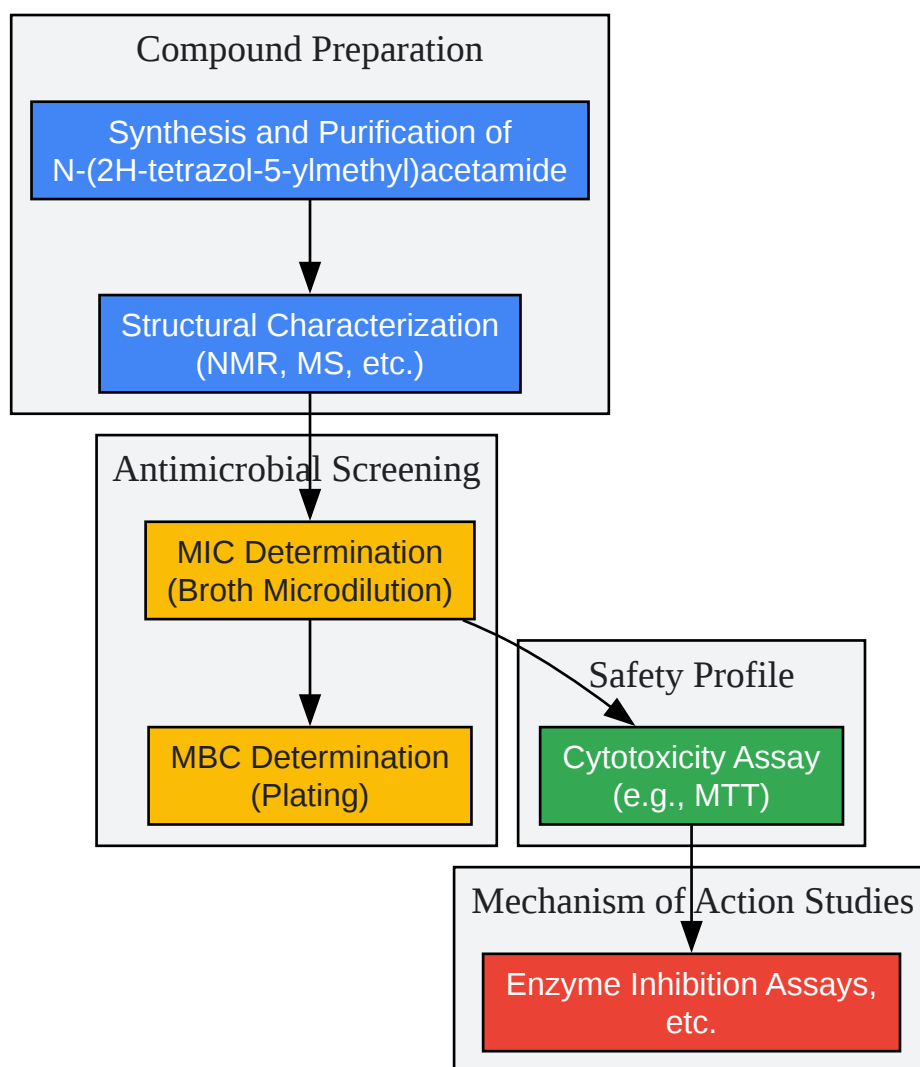 Compound Preparation
Synthesis and Purification of
N-(2H-tetrazol-5-ylmethyl)acetamide
Structural Characterization
(NMR, MS, etc.)
Antimicrobial Screening
MIC Determination
(Broth Microdilution)
MBC Determination
(Plating)
Safety Profile
Cytotoxicity Assay
(e.g., MTT)
Mechanism of Action Studies
Enzyme Inhibition Assays,
etc.